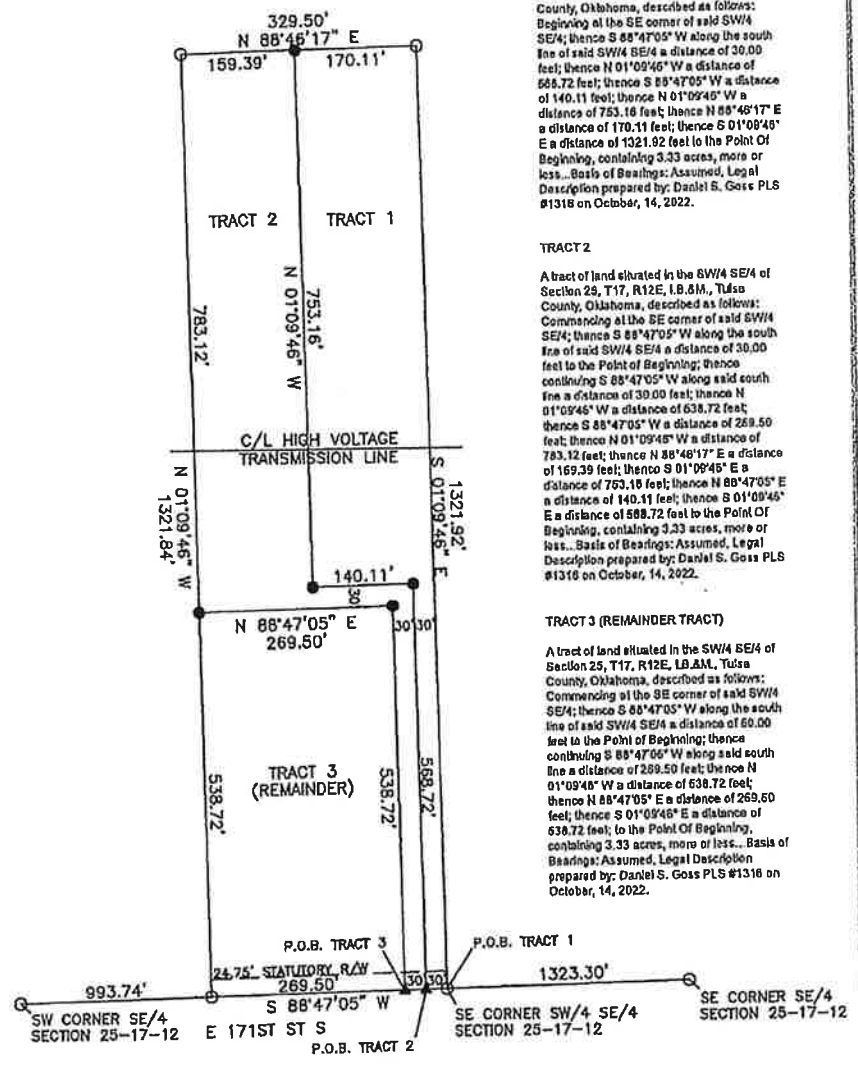 329.50'
N 88°46'17" E
159.39'
170.11'
TRACT 2
TRACT 1
N 01°09'46" W
753.16'
783.12'
C/L HIGH VOLTAGE
TRANSMISSION LINE
N 01°09'46" W
1321.84'
S 01°09'46" E
1321.92'
140.11'
30'
N 88°47'05" E
269.50'
30'
30'
TRACT 3
(REMAINDER)
538.72'
538.72'
568.72'
P.O.B. TRACT 3
P.O.B. TRACT 1
24.75' STATUTORY R/W
30
30
993.74'
269.50'
1323.30'
S 88°47'05" W
SW CORNER SE/4
SECTION 25-17-12
E 171ST ST S
P.O.B. TRACT 2
SE CORNER SW/4 SE/4
SECTION 25-17-12
SE CORNER SE/4
SECTION 25-17-12
County, Oklahoma, described as follows:
Beginning at the SE corner of said SW/4
SE/4; thence S 88°47'05" W along the south
line of said SW/4 SE/4 a distance of 30.00
feet; thence N 01°09'46" W a distance of
568.72 feet; thence S 88°47'05" W a distance
of 140.11 feet; thence N 01°09'46" W a
distance of 753.16 feet; thence N 88°46'17" E
a distance of 170.11 feet; thence S 01°09'46"
E a distance of 1321.92 feet to the Point Of
Beginning, containing 3.33 acres, more or
less... Basis of Bearings: Assumed, Legal
Description prepared by: Daniel S. Goss PLS
#1316 on October, 14, 2022.
TRACT 2
A tract of land situated in the SW/4 SE/4 of
Section 25, T17, R12E, I.B.&M., Tulsa
County, Oklahoma, described as follows:
Commencing at the SE corner of said SW/4
SE/4; thence S 88°47'05" W along the south
line of said SW/4 SE/4 a distance of 30.00
feet to the Point of Beginning; thence
continuing S 88°47'05" W along said south
line a distance of 30.00 feet; thence N
01°09'46" W a distance of 538.72 feet;
thence S 88°47'05" W a distance of 269.50
feet; thence N 01°09'46" W a distance of
783.12 feet; thence N 88°46'17" E a distance
of 159.39 feet; thence S 01°09'46" E a
distance of 753.16 feet; thence N 88°47'05" E
a distance of 140.11 feet; thence S 01°09'46"
E a distance of 568.72 feet to the Point Of
Beginning, containing 3.33 acres, more or
less... Basis of Bearings: Assumed, Legal
Description prepared by: Daniel S. Goss PLS
#1316 on October, 14, 2022.
TRACT 3 (REMAINDER TRACT)
A tract of land situated in the SW/4 SE/4 of
Section 25, T17, R12E, I.B.&M., Tulsa
County, Oklahoma, described as follows:
Commencing at the SE corner of said SW/4
SE/4; thence S 88°47'05" W along the south
line of said SW/4 SE/4 a distance of 60.00
feet to the Point of Beginning; thence
continuing S 88°47'05" W along said south
line a distance of 269.50 feet; thence N
01°09'46" W a distance of 538.72 feet;
thence N 88°47'05" E a distance of 269.50
feet; thence S 01°09'46" E a distance of
538.72 feet; to the Point Of Beginning,
containing 3.33 acres, more or less... Basis of
Bearings: Assumed, Legal Description
prepared by: Daniel S. Goss PLS #1316 on
October, 14, 2022.